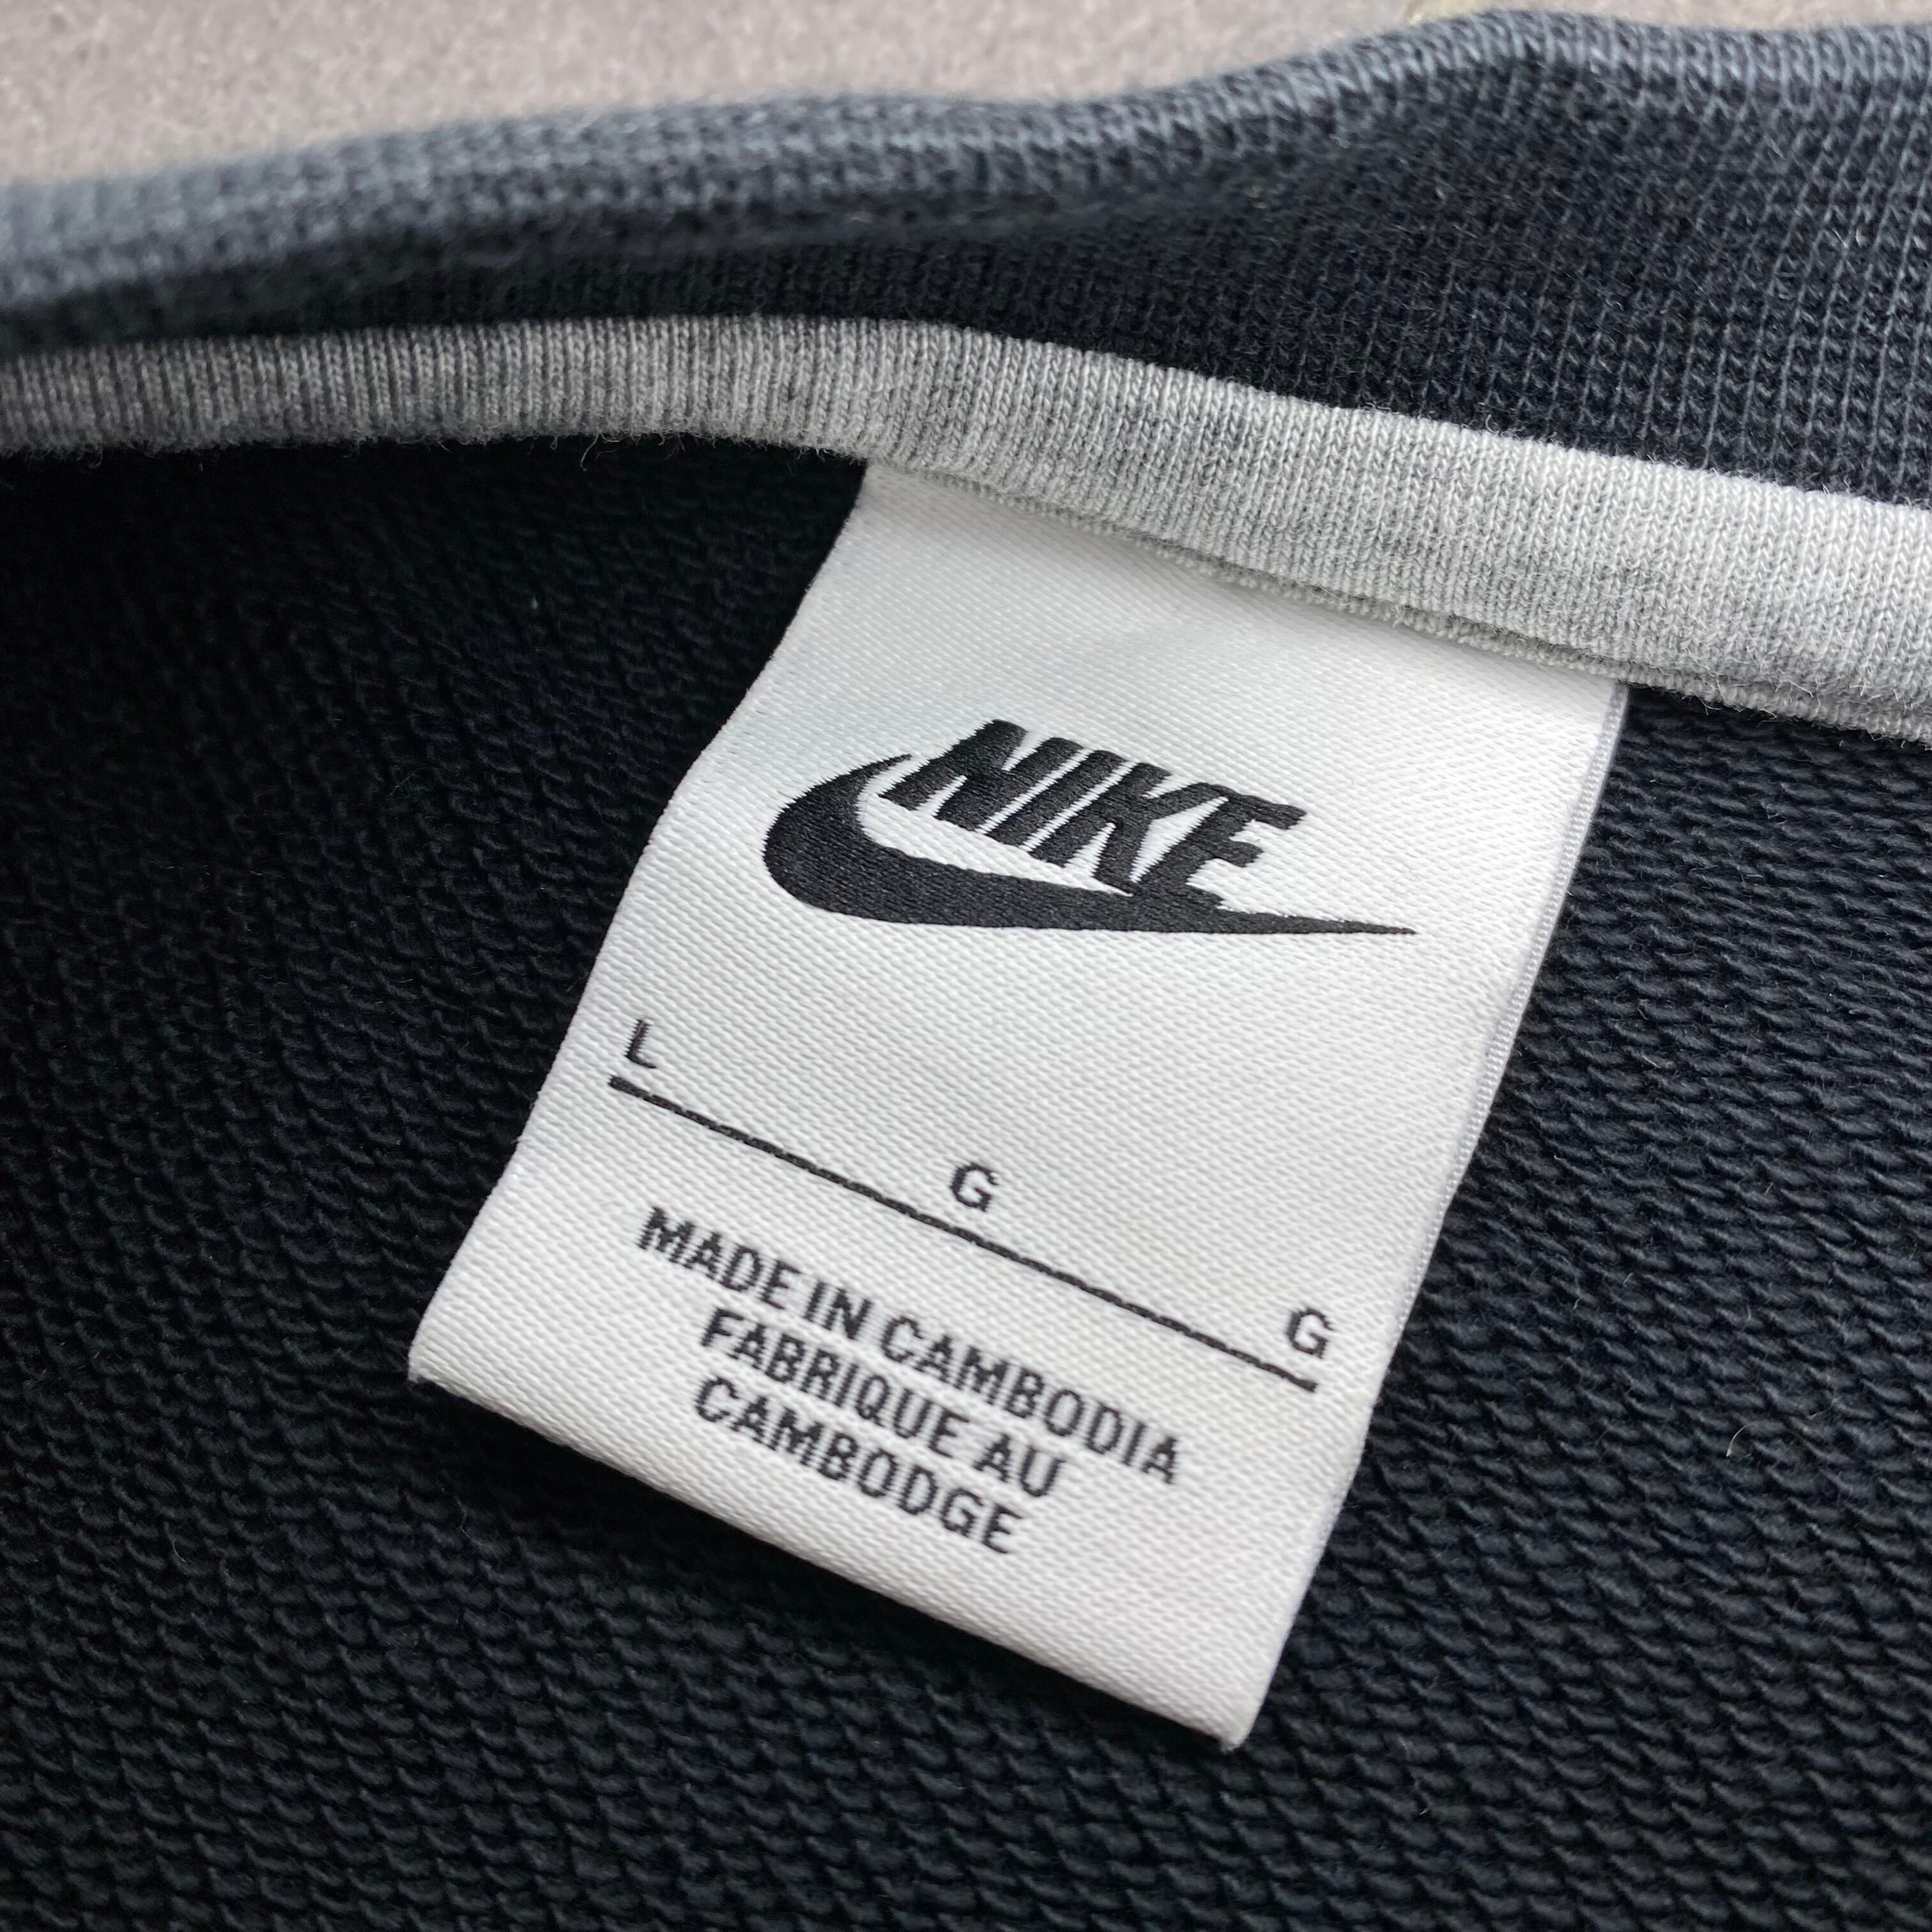 NIKE
L G G
MADE IN CAMBODIA
FABRIQUE AU
CAMBODGE